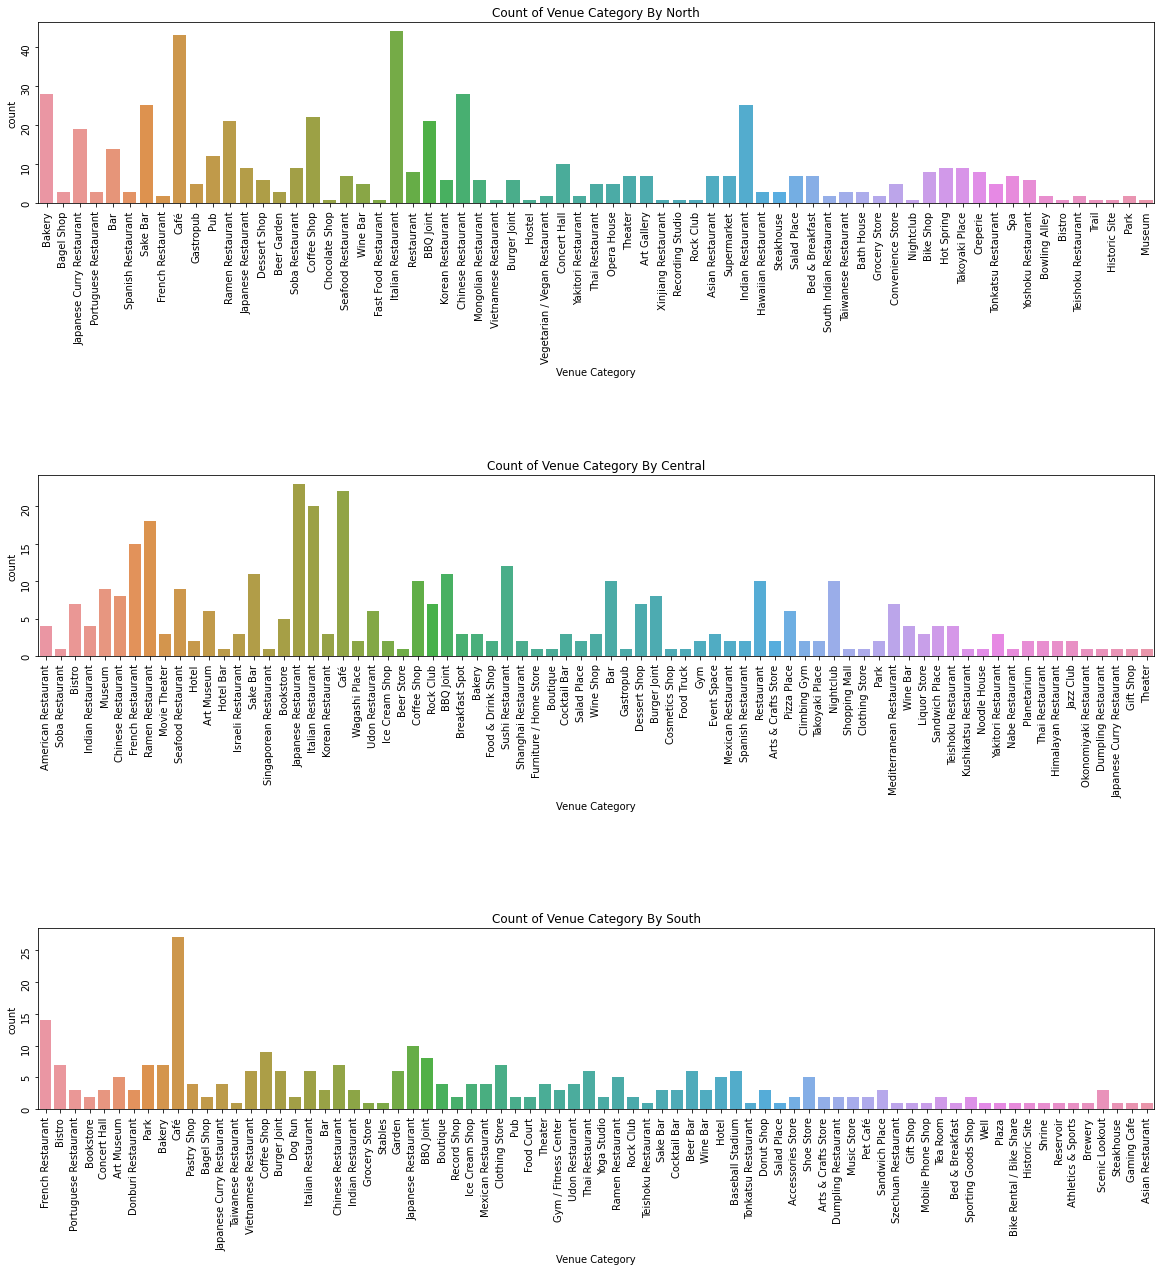 Count of Venue Category By North
count
0
10
20
30
40
Bakery
Bagel Shop
Japanese Curry Restaurant
Portuguese Restaurant
Bar
Spanish Restaurant
Sake Bar
French Restaurant
Café
Gastropub
Pub
Ramen Restaurant
Japanese Restaurant
Dessert Shop
Beer Garden
Soba Restaurant
Coffee Shop
Chocolate Shop
Seafood Restaurant
Wine Bar
Fast Food Restaurant
Italian Restaurant
Restaurant
BBQ Joint
Korean Restaurant
Chinese Restaurant
Mongolian Restaurant
Vietnamese Restaurant
Burger Joint
Hostel
Vegetarian / Vegan Restaurant
Concert Hall
Yakitori Restaurant
Thai Restaurant
Opera House
Theater
Art Gallery
Xinjiang Restaurant
Recording Studio
Rock Club
Asian Restaurant
Supermarket
Indian Restaurant
Hawaiian Restaurant
Steakhouse
Salad Place
Bed & Breakfast
South Indian Restaurant
Taiwanese Restaurant
Bath House
Grocery Store
Convenience Store
Nightclub
Bike Shop
Hot Spring
Takoyaki Place
Creperie
Tonkatsu Restaurant
Spa
Yoshoku Restaurant
Bowling Alley
Bistro
Teishoku Restaurant
Trail
Historic Site
Park
Museum
Venue Category
Count of Venue Category By Central
count
0
5
10
15
20
American Restaurant
Soba Restaurant
Bistro
Indian Restaurant
Museum
Chinese Restaurant
French Restaurant
Ramen Restaurant
Movie Theater
Seafood Restaurant
Hotel
Art Museum
Hotel Bar
Israeli Restaurant
Sake Bar
Singaporean Restaurant
Bookstore
Japanese Restaurant
Italian Restaurant
Korean Restaurant
Café
Wagashi Place
Udon Restaurant
Ice Cream Shop
Beer Store
Coffee Shop
Rock Club
BBQ Joint
Breakfast Spot
Bakery
Food & Drink Shop
Sushi Restaurant
Shanghai Restaurant
Furniture / Home Store
Boutique
Cocktail Bar
Salad Place
Wine Shop
Bar
Gastropub
Dessert Shop
Burger Joint
Cosmetics Shop
Food Truck
Gym
Event Space
Mexican Restaurant
Spanish Restaurant
Restaurant
Arts & Crafts Store
Pizza Place
Climbing Gym
Takoyaki Place
Nightclub
Shopping Mall
Clothing Store
Park
Mediterranean Restaurant
Wine Bar
Liquor Store
Sandwich Place
Teishoku Restaurant
Kushikatsu Restaurant
Noodle House
Yakitori Restaurant
Nabe Restaurant
Planetarium
Thai Restaurant
Himalayan Restaurant
Jazz Club
Okonomiyaki Restaurant
Dumpling Restaurant
Japanese Curry Restaurant
Gift Shop
Theater
Venue Category
Count of Venue Category By South
count
0
5
10
15
20
25
French Restaurant
Bistro
Portuguese Restaurant
Bookstore
Concert Hall
Art Museum
Donburi Restaurant
Park
Bakery
Café
Pastry Shop
Bagel Shop
Japanese Curry Restaurant
Taiwanese Restaurant
Vietnamese Restaurant
Coffee Shop
Burger Joint
Dog Run
Italian Restaurant
Bar
Chinese Restaurant
Indian Restaurant
Grocery Store
Stables
Garden
Japanese Restaurant
BBQ Joint
Boutique
Record Shop
Ice Cream Shop
Mexican Restaurant
Clothing Store
Pub
Food Court
Theater
Gym / Fitness Center
Udon Restaurant
Thai Restaurant
Yoga Studio
Ramen Restaurant
Rock Club
Teishoku Restaurant
Sake Bar
Cocktail Bar
Beer Bar
Wine Bar
Hotel
Baseball Stadium
Tonkatsu Restaurant
Donut Shop
Salad Place
Accessories Store
Shoe Store
Arts & Crafts Store
Dumpling Restaurant
Music Store
Pet Café
Sandwich Place
Szechuan Restaurant
Gift Shop
Mobile Phone Shop
Tea Room
Bed & Breakfast
Sporting Goods Shop
Well
Plaza
Bike Rental / Bike Share
Historic Site
Shrine
Reservoir
Athletics & Sports
Brewery
Scenic Lookout
Steakhouse
Gaming Cafe
Asian Restaurant
Venue Category